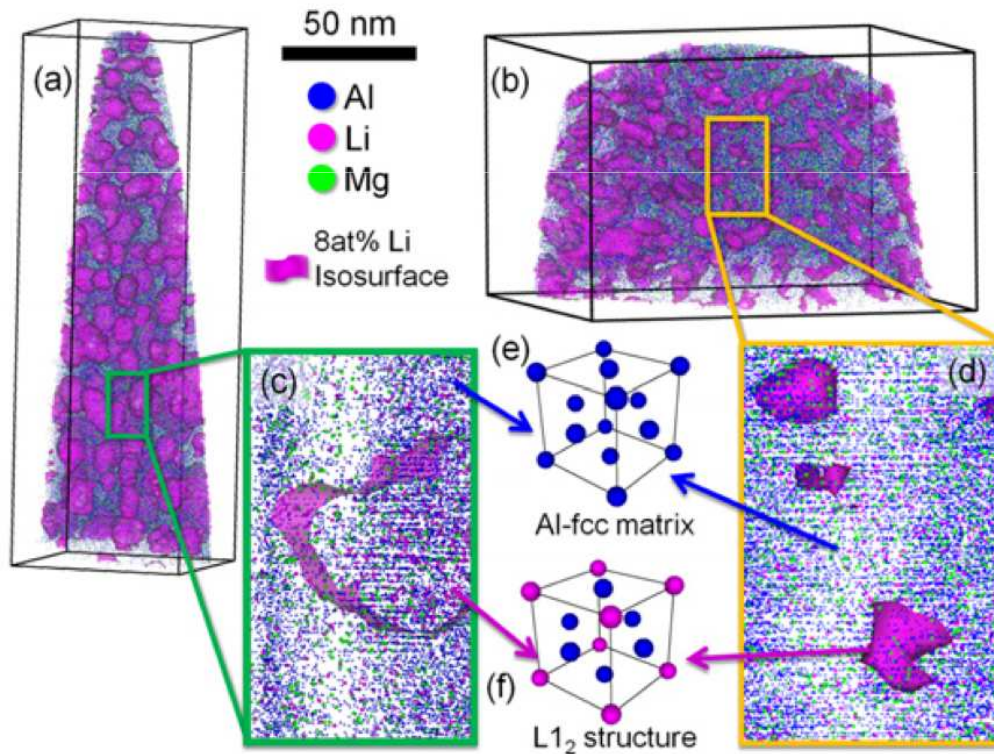 (a)
50 nm
Al
Li
Mg
8at% Li
Isosurface
(b)
(c)
(e)
Al-fcc matrix
(d)
(f)
L1₂ structure